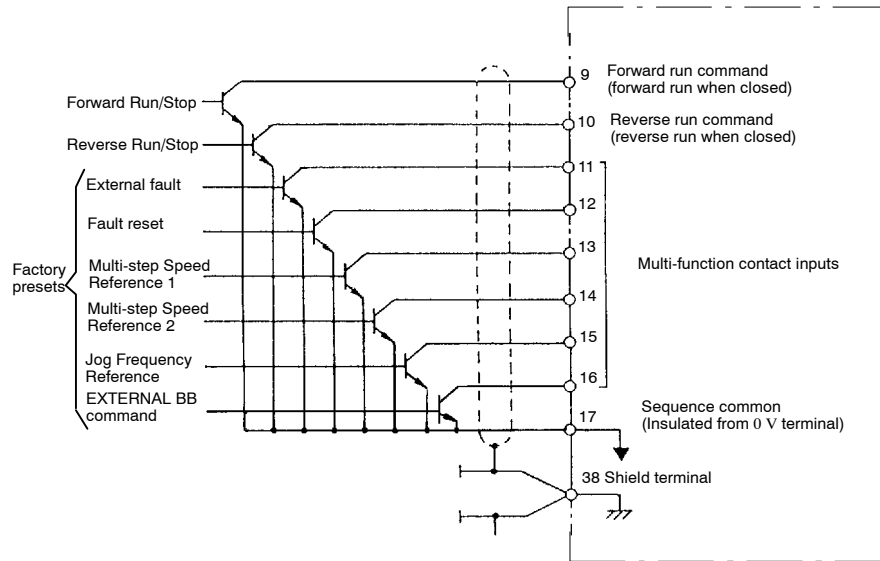 Forward Run/Stop
Reverse Run/Stop
Factory
presets
External fault
Fault reset
Multi-step Speed
Reference 1
Multi-step Speed
Reference 2
Jog Frequency
Reference
EXTERNAL BB
command
9
Forward run command
(forward run when closed)
10
Reverse run command
(reverse run when closed)
11
12
13
Multi-function contact inputs
14
15
16
17
Sequence common
(Insulated from 0 V terminal)
38 Shield terminal